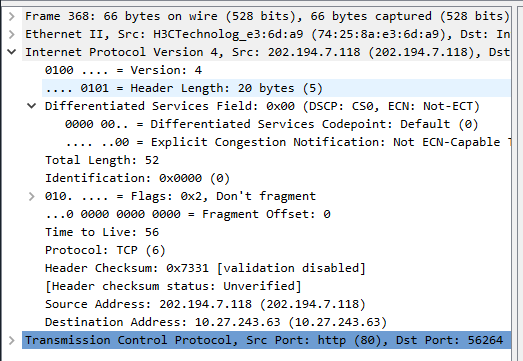 Frame 368: 66 bytes on wire (528 bits), 66 bytes captured (528 bits)
Ethernet II, Src: H3CTechnolog_e3:6d:a9 (74:25:8a:e3:6d:a9), Dst: In
Internet Protocol Version 4, Src: 202.194.7.118 (202.194.7.118), Dst
0100 .... = Version: 4
.... 0101 = Header Length: 20 bytes (5)
Differentiated Services Field: 0x00 (DSCP: CS0, ECN: Not-ECT)
0000 00.. = Differentiated Services Codepoint: Default (0)
.... ..00 = Explicit Congestion Notification: Not ECN-Capable T
Total Length: 52
Identification: 0x0000 (0)
010. .... = Flags: 0x2, Don't fragment
...0 0000 0000 0000 = Fragment Offset: 0
Time to Live: 56
Protocol: TCP (6)
Header Checksum: 0x7331 [validation disabled]
[Header checksum status: Unverified]
Source Address: 202.194.7.118 (202.194.7.118)
Destination Address: 10.27.243.63 (10.27.243.63)
Transmission Control Protocol, Src Port: http (80), Dst Port: 56264